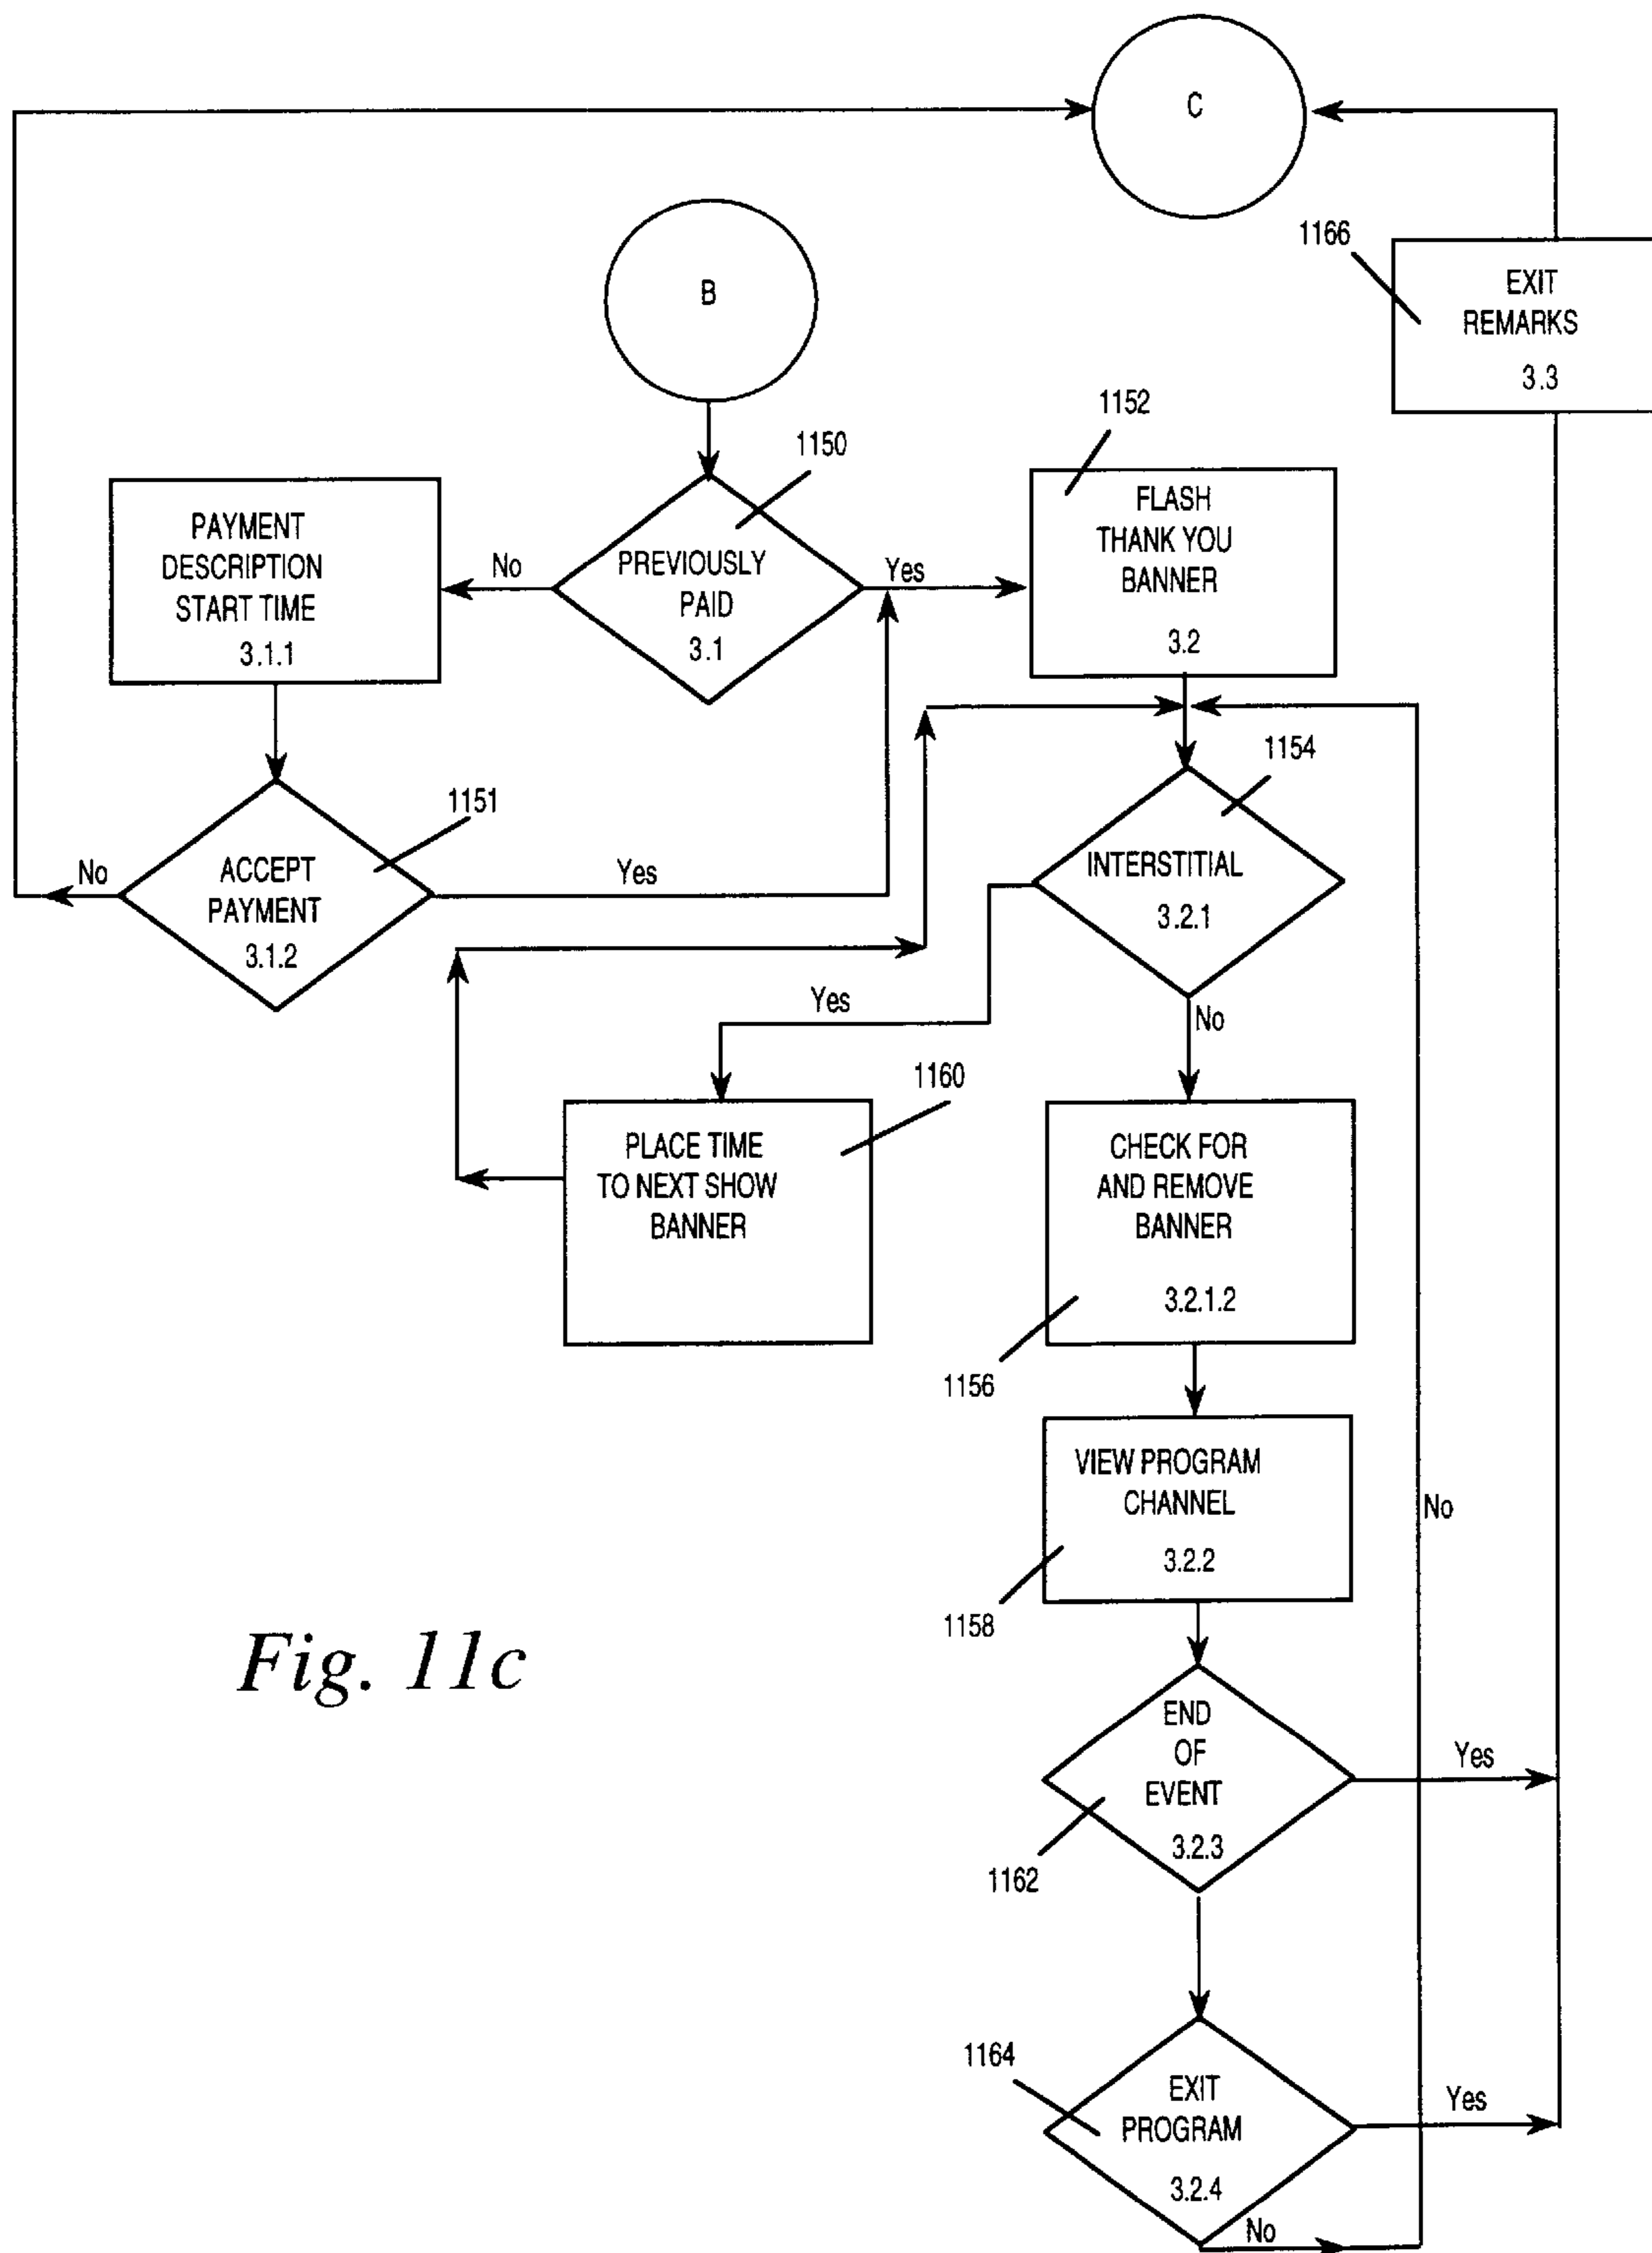 C
B
1166
EXIT
REMARKS
3.3
1150
1152
PAYMENT
DESCRIPTION
START TIME
3.1.1
No
PREVIOUSLY
PAID
3.1
Yes
FLASH
THANK YOU
BANNER
3.2
1151
No
ACCEPT
PAYMENT
3.1.2
Yes
1154
INTERSTITIAL
3.2.1
Yes
No
1160
PLACE TIME
TO NEXT SHOW
BANNER
CHECK FOR
AND REMOVE
BANNER
3.2.1.2
1156
VIEW PROGRAM
CHANNEL
3.2.2
No
1158
Fig. 11c
END
OF
EVENT
3.2.3
Yes
1162
1164
EXIT
PROGRAM
3.2.4
Yes
No